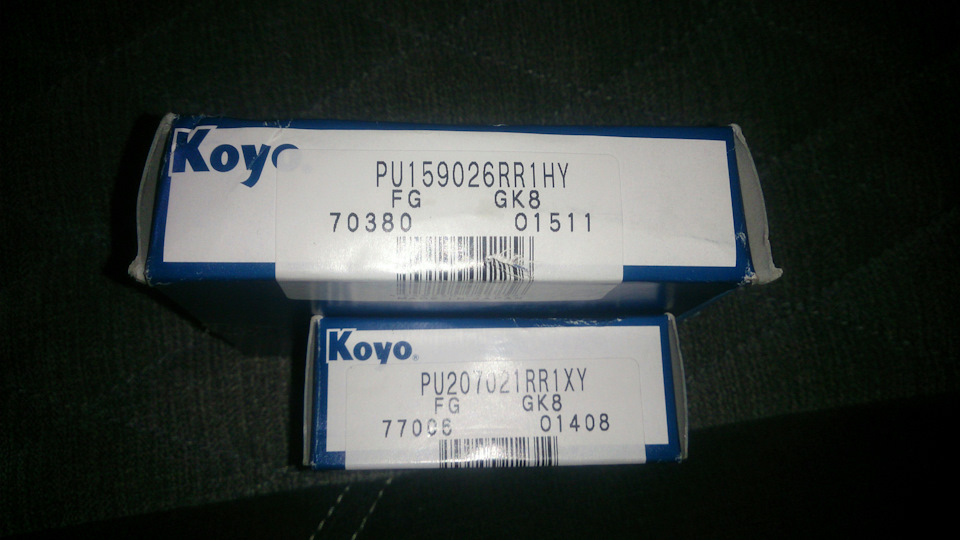 Koyo
PU159026RR1HY
FG GK8
70380 01511
Koyo®
PU207021RR1XY
FG GK8
77006 01408